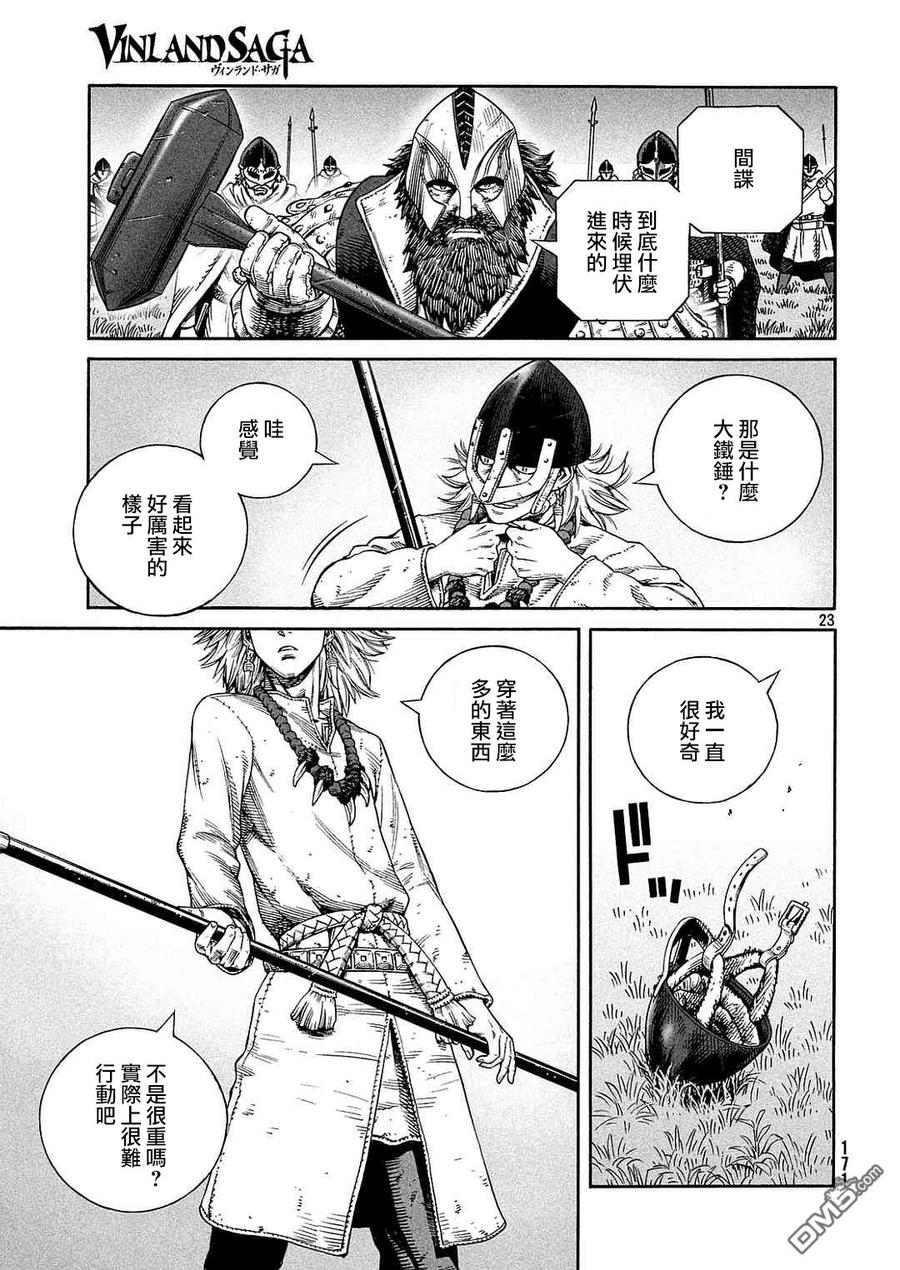 VINLAND SAGA
ヴィンランド・サガ
間諜
到底什麼
時候埋伏
進來的
那是什麼
大鐵錘?
哇
感覺
看起來
好厲害的
樣子
23
我一直
很好奇
ドッ
穿著這麼
多的東西
不是很重嗎?
實際上很難
行動吧
171